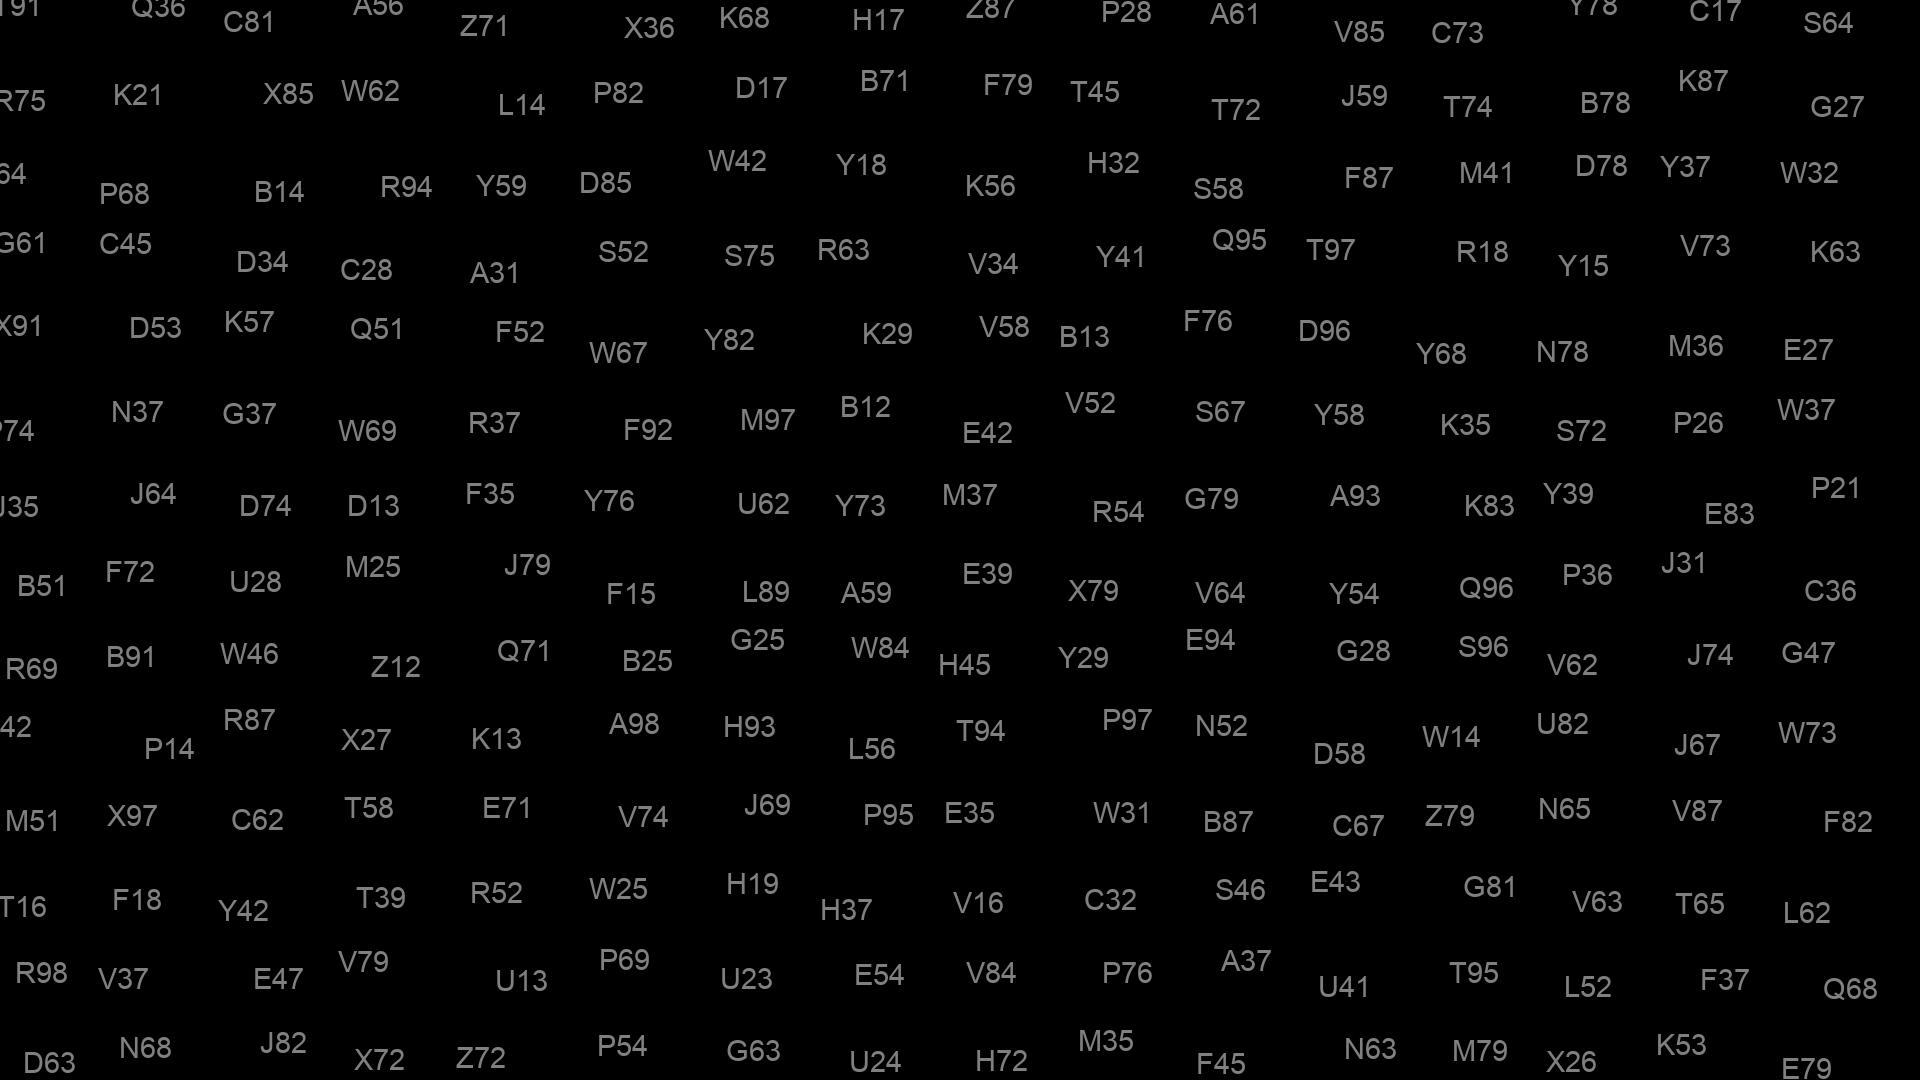 Q36 C81 A56 Z71 X36 K68 H17 Z87 P28 A61 V85 C73 Y78 C17 S64
R75 K21 X85 W62 L14 P82 D17 B71 F79 T45 T72 J59 T74 B78 K87 G27
64 P68 B14 R94 Y59 D85 W42 Y18 K56 H32 S58 F87 M41 D78 Y37 W32
G61 C45 D34 C28 A31 S52 S75 R63 V34 Y41 Q95 T97 R18 Y15 V73 K63
X91 D53 K57 Q51 F52 W67 Y82 K29 V58 B13 F76 D96 Y68 N78 M36 E27
74 N37 G37 W69 R37 F92 M97 B12 E42 V52 S67 Y58 K35 S72 P26 W37
J35 J64 D74 D13 F35 Y76 U62 Y73 M37 R54 G79 A93 K83 Y39 E83 P21
B51 F72 U28 M25 J79 F15 L89 A59 E39 X79 V64 Y54 Q96 P36 J31 C36
R69 B91 W46 Z12 Q71 B25 G25 W84 H45 Y29 E94 G28 S96 V62 J74 G47
42 P14 R87 X27 K13 A98 H93 L56 T94 P97 N52 D58 W14 U82 J67 W73
M51 X97 C62 T58 E71 V74 J69 P95 E35 W31 B87 C67 Z79 N65 V87 F82
T16 F18 Y42 T39 R52 W25 H19 H37 V16 C32 S46 E43 G81 V63 T65 L62
R98 V37 E47 V79 U13 P69 U23 E54 V84 P76 A37 U41 T95 L52 F37 Q68
D63 N68 J82 X72 Z72 P54 G63 U24 H72 M35 F45 N63 M79 X26 K53 E79